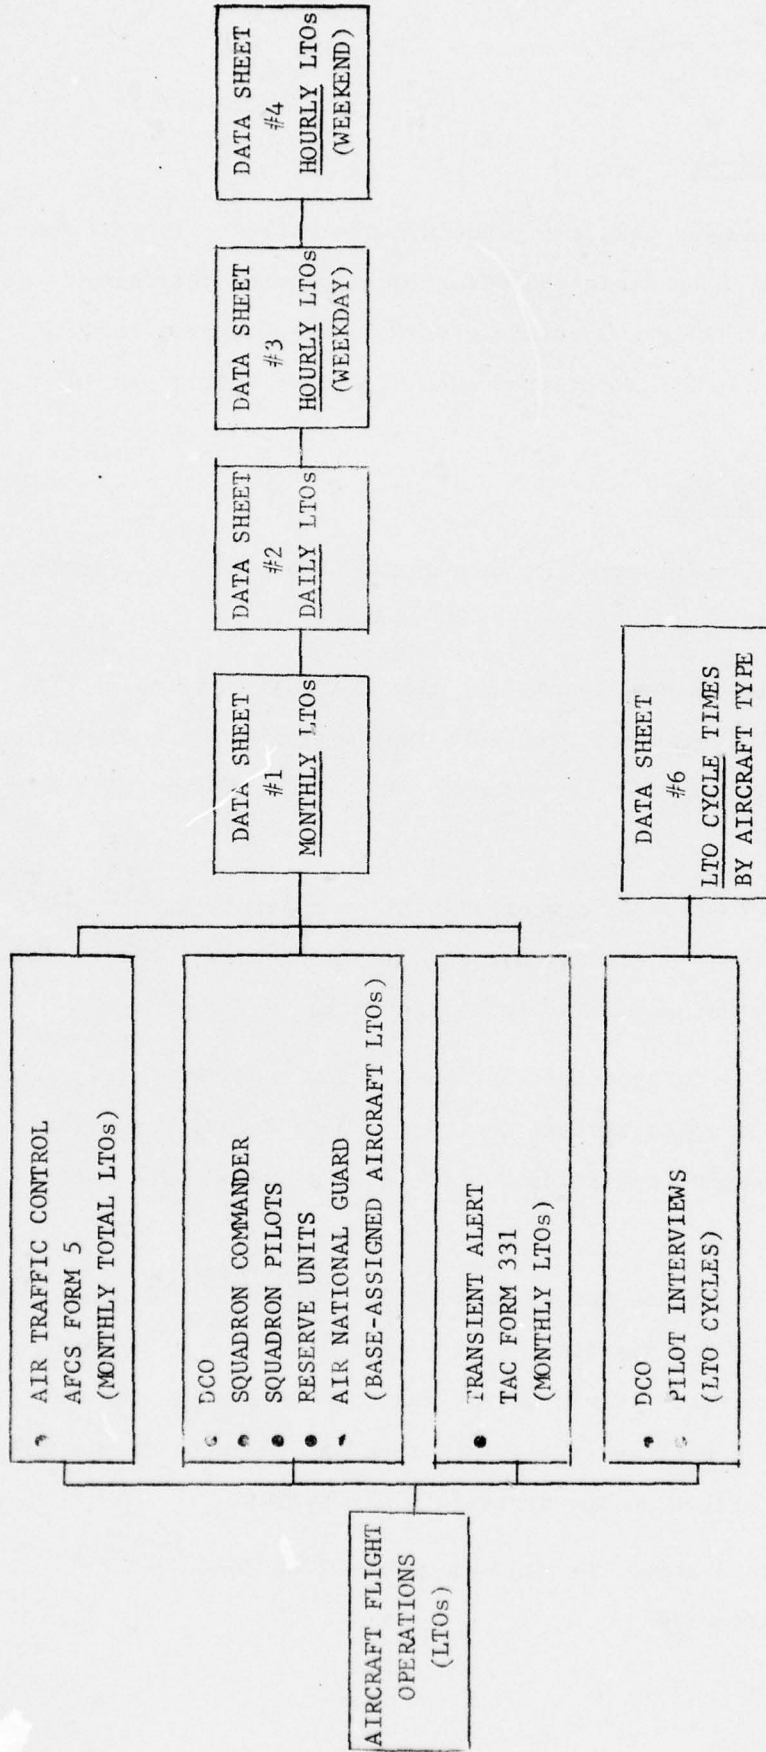 AIRCRAFT FLIGHT
OPERATIONS
(LTOs)
• AIR TRAFFIC CONTROL
AFCS FORM 5
(MONTHLY TOTAL LTOs)
• DCO
• SQUADRON COMMANDER
• SQUADRON PILOTS
• RESERVE UNITS
• AIR NATIONAL GUARD
(BASE-ASSIGNED AIRCRAFT LTOs)
• TRANSIENT ALERT
TAC FORM 331
(MONTHLY LTOs)
• DCO
• PILOT INTERVIEWS
(LTO CYCLES)
DATA SHEET
#1
MONTHLY LTOs
DATA SHEET
#2
DAILY LTOs
DATA SHEET
#3
HOURLY LTOs
(WEEKDAY)
DATA SHEET
#4
HOURLY LTOs
(WEEKEND)
DATA SHEET
#6
LTO CYCLE TIMES
BY AIRCRAFT TYPE